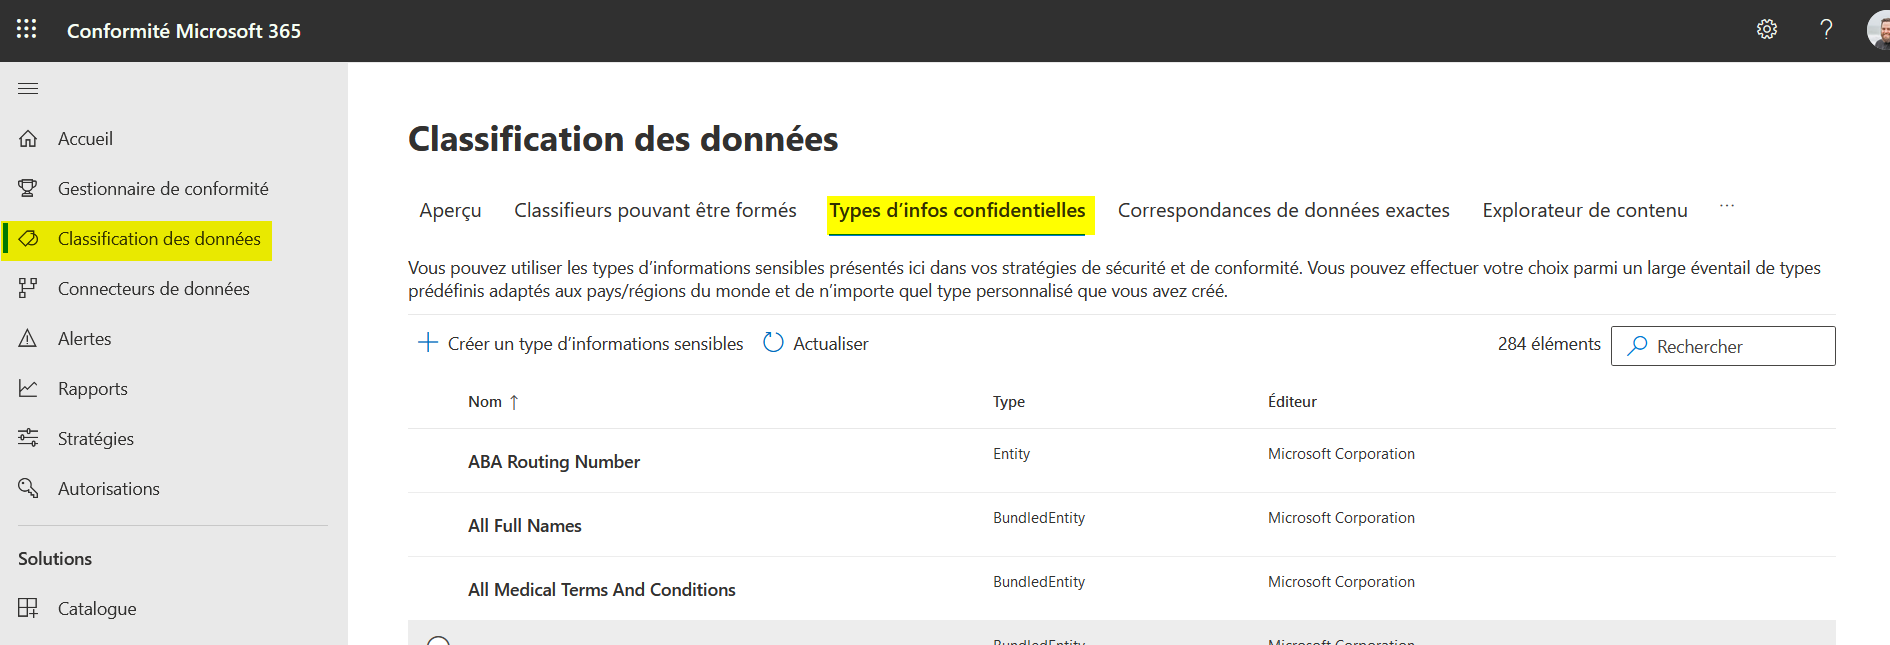 Conformité Microsoft 365
?
Accueil
Gestionnaire de conformité
Classification des données
Connecteurs de données
Alertes
Rapports
Stratégies
Autorisations
Solutions
Catalogue
Classification des données
Aperçu Classifieurs pouvant être formés Types d’infos confidentielles Correspondances de données exactes Explorateur de contenu ...
Vous pouvez utiliser les types d’informations sensibles présentés ici dans vos stratégies de sécurité et de conformité. Vous pouvez effectuer votre choix parmi un large éventail de types
prédéfinis adaptés aux pays/régions du monde et de n’importe quel type personnalisé que vous avez créé.
Créer un type d’informations sensibles Actualiser 284 éléments Rechercher
Nom ↑ Type Éditeur
ABA Routing Number Entity Microsoft Corporation
All Full Names BundledEntity Microsoft Corporation
All Medical Terms And Conditions BundledEntity Microsoft Corporation
BundledEntity Microsoft Corporation